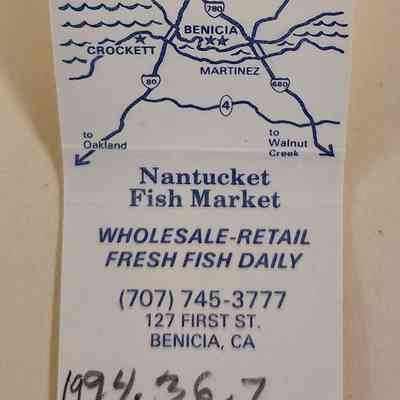 780
BENICIA
CROCKETT
MARTINEZ
80
680
4
to
Oakland
to
Walnut
Creek
Nantucket
Fish Market
WHOLESALE-RETAIL
FRESH FISH DAILY
(707) 745-3777
127 FIRST ST.
BENICIA, CA
1994.36.7